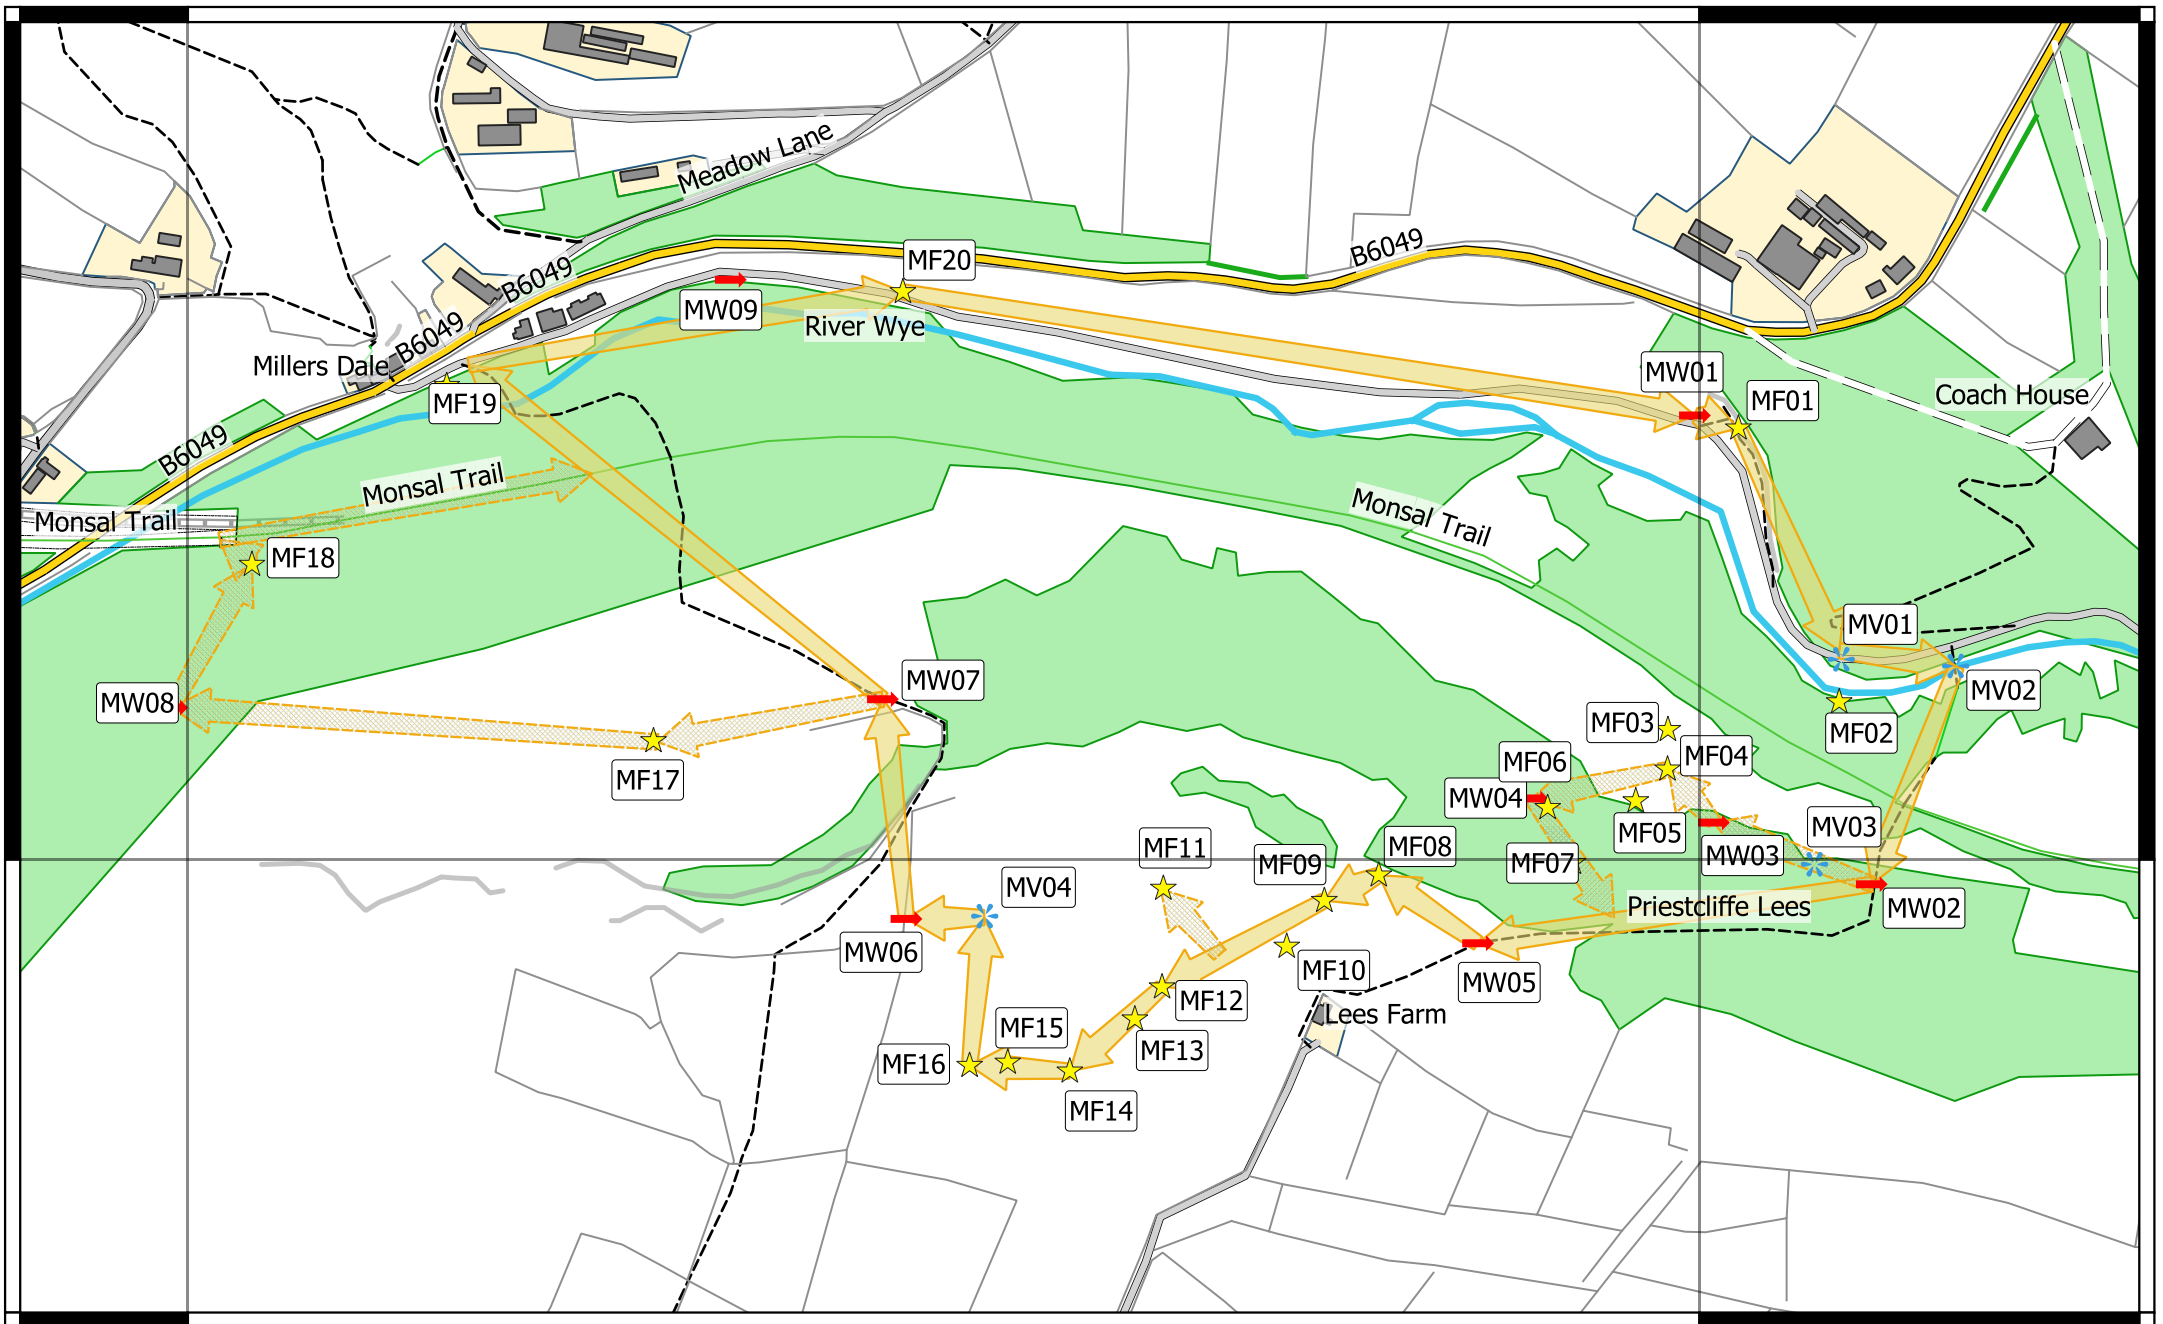 Meadow Lane
B6049
MF20
B6049
MW09
River Wye
B6049
Millers Dale
MW01
MF01
MF19
Coach House
B6049
Monsal Trail
Monsal Trail
Monsal Trail
MF18
MV01
MW07
MW08
MV02
MF03
MF02
MF04
MF06
MF17
MW04
MF05
MV03
MF11
MF09
MF08
MF07
MW03
MV04
Priestcliffe Lees
MW02
MW06
MF10
MW05
MF12
Lees Farm
MF15
MF13
MF16
MF14